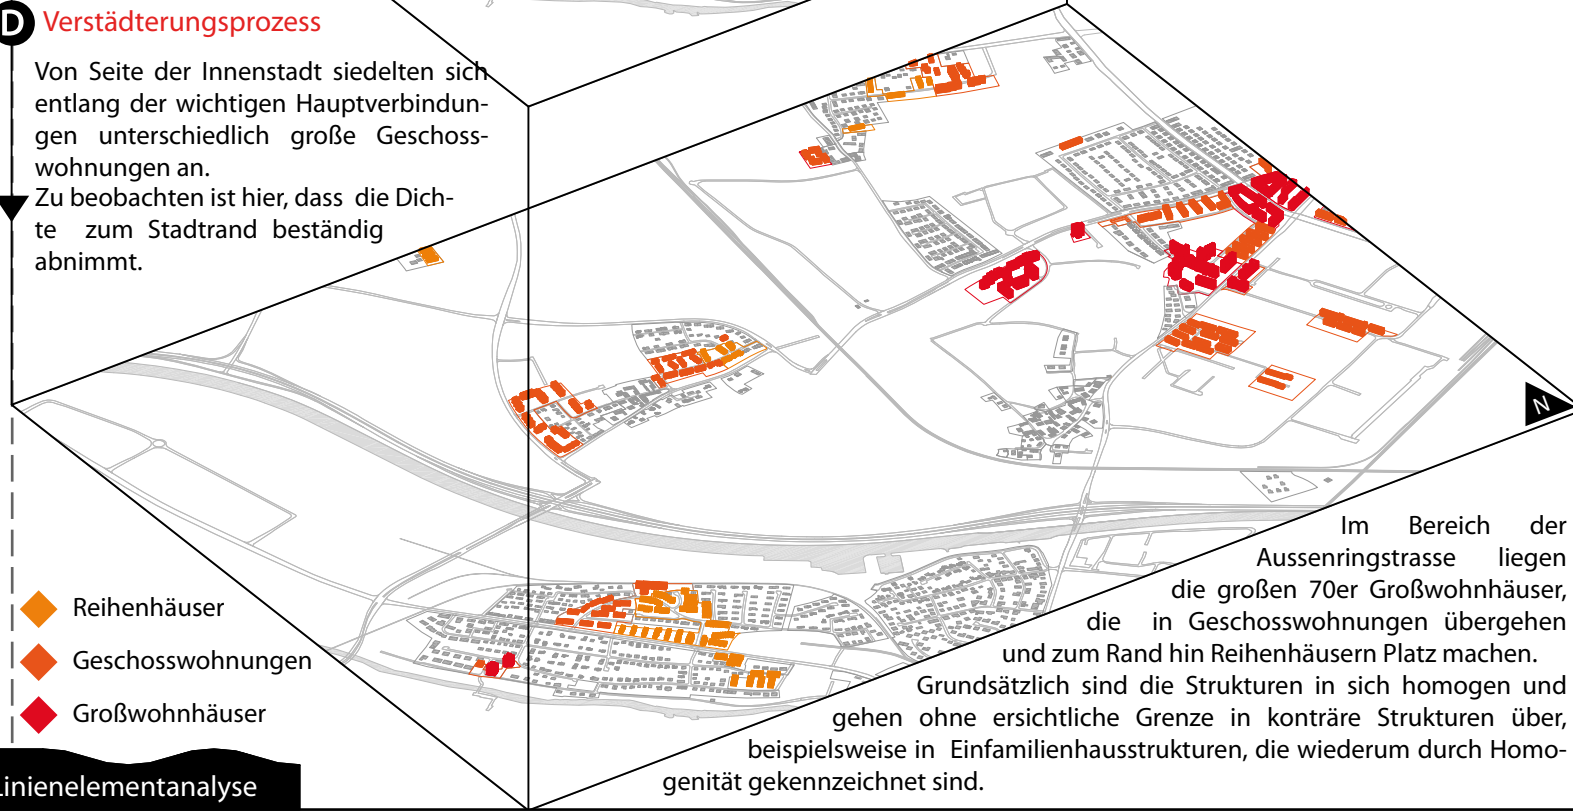 D Verstädterungsprozess
Von Seite der Innenstadt siedelten sich
entlang der wichtigen Hauptverbindun-
gen unterschiedlich große Geschoss-
wohnungen an.
Zu beobachten ist hier, dass die Dich-
te zum Stadtrand beständig
abnimmt.
N
Im Bereich der
Aussenringstrasse liegen
die großen 70er Großwohnhäuser,
die in Geschosswohnungen übergehen
und zum Rand hin Reihenhäusern Platz machen.
Grundsätzlich sind die Strukturen in sich homogen und
gehen ohne ersichtliche Grenze in konträre Strukturen über,
beispielsweise in Einfamilienhausstrukturen, die wiederum durch Homo-
genität gekennzeichnet sind.
Reihenhäuser
Geschosswohnungen
Großwohnhäuser
Linienelementanalyse